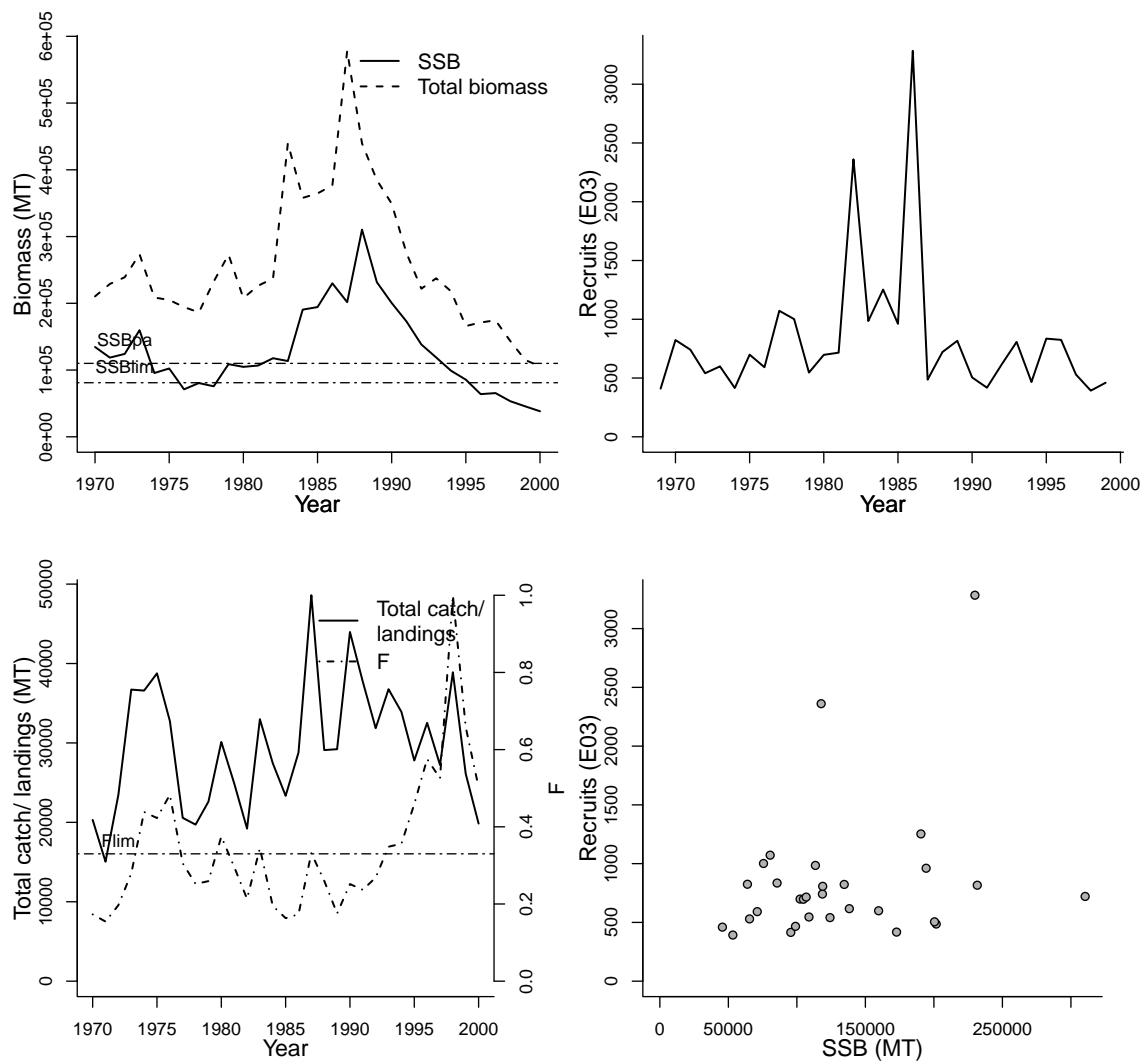 6e+05
5e+05
4e+05
3e+05
2e+05
1e+05
0e+00
Biomass (MT)
SSB
Total biomass
SSBpa
SSBlim
1970 1975 1980 1985 1990 1995 2000
Year
3000
2500
2000
1500
1000
500
0
Recruits (E03)
1970 1975 1980 1985 1990 1995 2000
Year
50000
40000
30000
20000
10000
0
Total catch/ landings (MT)
Total catch/
landings
F
Flim
1.0
0.8
0.6
0.4
0.2
0.0
F
1970 1975 1980 1985 1990 1995 2000
Year
3000
2500
2000
1500
1000
500
0
Recruits (E03)
0 50000 150000 250000
SSB (MT)